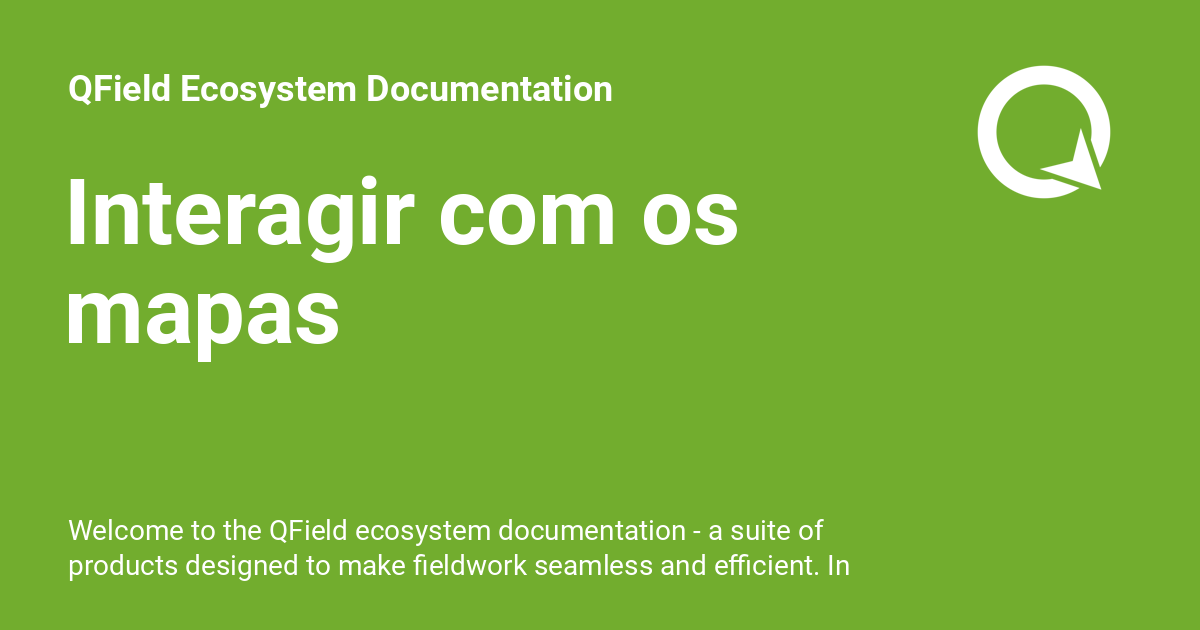 QField Ecosystem Documentation
Interagir com os
mapas
Welcome to the QField ecosystem documentation - a suite of
products designed to make fieldwork seamless and efficient. In